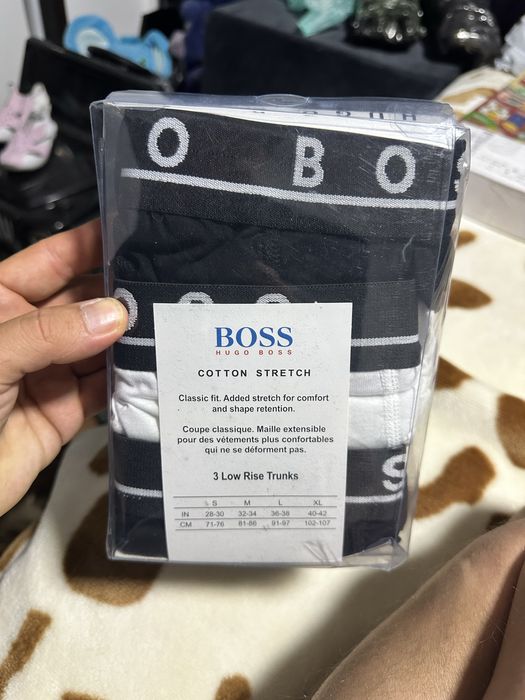 HUGO
O BOS
O S S
BOSS
HUGO BOSS
COTTON STRETCH
Classic fit. Added stretch for comfort
and shape retention.
Coupe classique. Maille extensible
pour des vêtements plus confortables
qui ne se déforment pas.
S
3 Low Rise Trunks
S M L XL
IN 28-30 32-34 36-38 40-42
CM 71-76 81-86 91-97 102-107